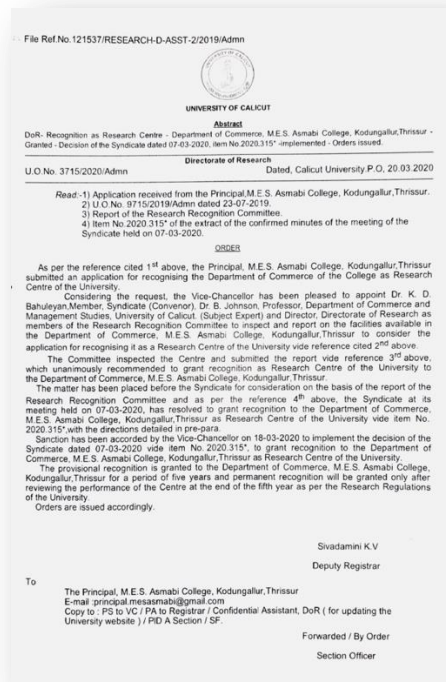 File Ref.No.121537/RESEARCH-D-ASST-2/2019/Admn
UNIVERSITY OF CALICUT
Abstract
DoR- Recognition as Research Centre - Department of Commerce, M.E.S. Asmabi College, Kodungallur,Thrissur -
Granted - Decision of the Syndicate dated 07-03-2020, item No.2020.315* -implemented - Orders issued.
Directorate of Research
U.O.No. 3715/2020/Admn Dated, Calicut University.P.O, 20.03.2020
Read:-1) Application received from the Principal,M.E.S. Asmabi College, Kodungallur,Thrissur.
2) U.O.No. 9715/2019/Admn dated 23-07-2019.
3) Report of the Research Recognition Committee.
4) Item No.2020.315* of the extract of the confirmed minutes of the meeting of the
Syndicate held on 07-03-2020.
ORDER
As per the reference cited 1st above, the Principal, M.E.S. Asmabi College, Kodungallur,Thrissur
submitted an application for recognising the Department of Commerce of the College as Research
Centre of the University.
Considering the request, the Vice-Chancellor has been pleased to appoint Dr. K. D.
Bahuleyan,Member, Syndicate (Convenor), Dr. B. Johnson, Professor, Department of Commerce and
Management Studies, University of Calicut. (Subject Expert) and Director, Directorate of Research as
members of the Research Recognition Committee to inspect and report on the facilities available in
the Department of Commerce, M.E.S. Asmabi College, Kodungallur,Thrissur to consider the
application for recognising it as a Research Centre of the University vide reference cited 2nd above.
The Committee inspected the Centre and submitted the report vide reference 3rd above,
which unanimously recommended to grant recognition as Research Centre of the University to
the Department of Commerce, M.E.S. Asmabi College, Kodungallur,Thrissur.
The matter has been placed before the Syndicate for consideration on the basis of the report of the
Research Recognition Committee and as per the reference 4th above, the Syndicate at its
meeting held on 07-03-2020, has resolved to grant recognition to the Department of Commerce,
M.E.S. Asmabi College, Kodungallur,Thrissur as Research Centre of the University vide item No.
2020.315*,with the directions detailed in pre-para.
Sanction has been accorded by the Vice-Chancellor on 18-03-2020 to implement the decision of the
Syndicate dated 07-03-2020 vide item No. 2020.315*, to grant recognition to the Department of
Commerce, M.E.S. Asmabi College, Kodungallur,Thrissur as Research Centre of the University.
The provisional recognition is granted to the Department of Commerce, M.E.S. Asmabi College,
Kodungallur,Thrissur for a period of five years and permanent recognition will be granted only after
reviewing the performance of the Centre at the end of the fifth year as per the Research Regulations
of the University.
Orders are issued accordingly.
Sivadamini K.V
Deputy Registrar
To
The Principal, M.E.S. Asmabi College, Kodungallur,Thrissur
E-mail :principal.mesasmabi@gmail.com
Copy to : PS to VC / PA to Registrar / Confidential Assistant, DoR ( for updating the
University website ) / PID A Section / SF.
Forwarded / By Order
Section Officer